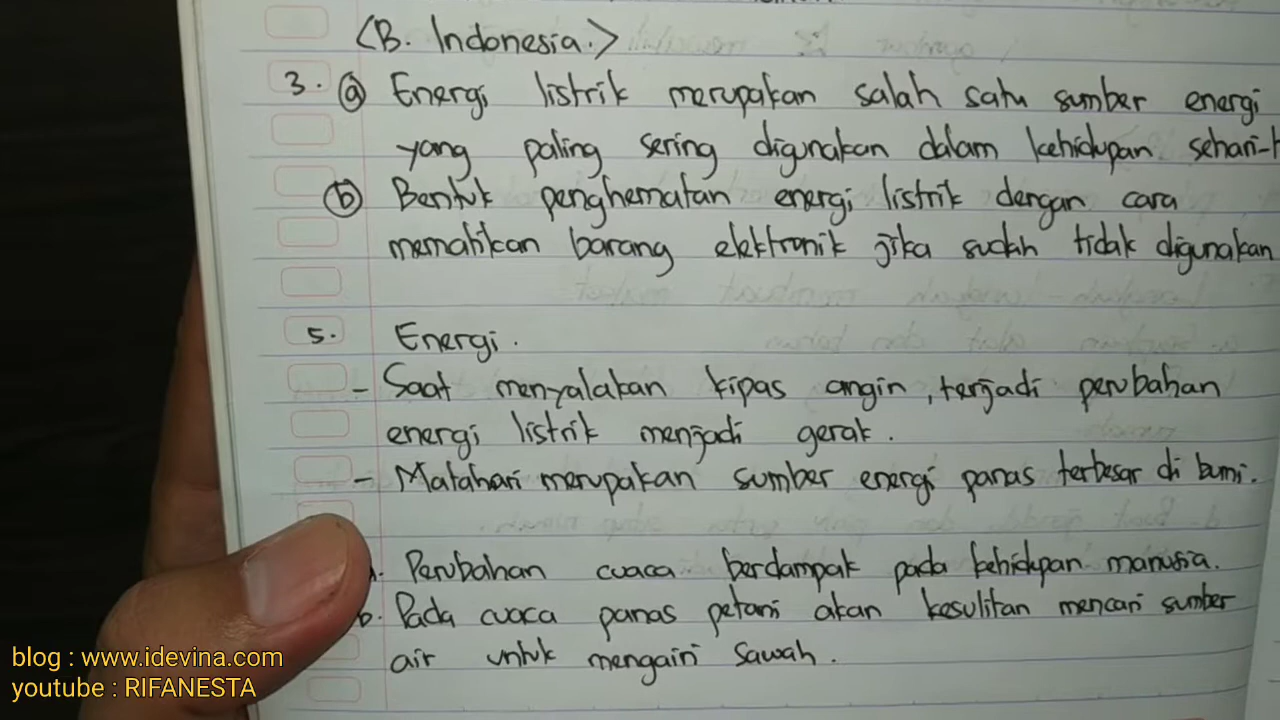 <B. Indonesia.>
3. a Energi listrik merupakan salah satu sumber energi
yang paling sering digunakan dalam kehidupan sehari-h
b Bentuk penghematan energi listrik dengan cara
mematikan barang elektronik jika sudah tidak digunakan
5. Energi.
- Saat menyalakan kipas angin, terjadi perubahan
energi listrik menjadi gerak.
- Matahari merupakan sumber energi panas terbesar di bumi.
Perubahan cuaca berdampak pada kehidupan manusia.
b. Pada cuaca panas petani akan kesulitan mencari sumber
air untuk mengairi sawah.
blog : www.idevina.com
youtube : RIFANESTA